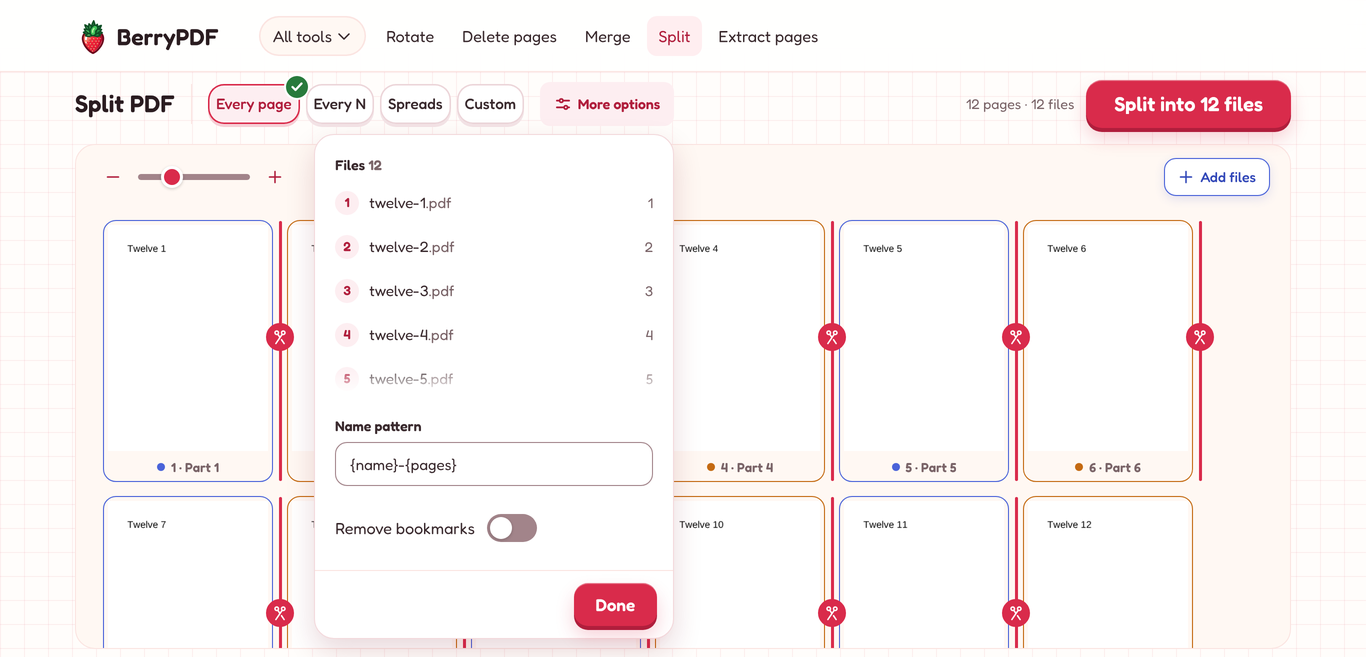 BerryPDF
All tools
Rotate
Delete pages
Merge
Split
Extract pages
Split PDF
Every page
Every N
Spreads
Custom
More options
12 pages · 12 files
Split into 12 files
Add files
Files 12
1 twelve-1.pdf 1
2 twelve-2.pdf 2
3 twelve-3.pdf 3
4 twelve-4.pdf 4
5 twelve-5.pdf 5
Name pattern
{name}-{pages}
Remove bookmarks
Done
Twelve 1
Twelve 4
Twelve 5
Twelve 6
1 · Part 1
4 · Part 4
5 · Part 5
6 · Part 6
Twelve 7
Twelve 10
Twelve 11
Twelve 12